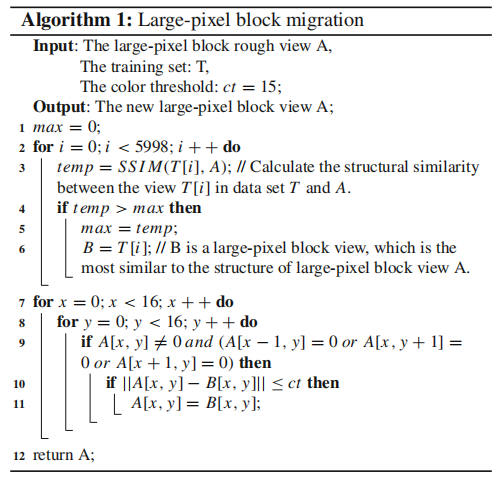 Algorithm 1: Large-pixel block migration
Input: The large-pixel block rough view A,
The training set: T,
The color threshold: ct = 15;
Output: The new large-pixel block view A;
1 max = 0;
2 for i = 0; i < 5998; i ++ do
3 temp = SSIM(T[i], A); // Calculate the structural similarity
between the view T[i] in data set T and A.
4 if temp > max then
5 max = temp;
6 B = T[i]; // B is a large-pixel block view, which is the
most similar to the structure of large-pixel block view A.
7 for x = 0; x < 16; x ++ do
8 for y = 0; y < 16; y ++ do
9 if A[x, y] ≠ 0 and (A[x − 1, y] = 0 or A[x, y + 1] =
0 or A[x + 1, y] = 0) then
10 if ||A[x, y] − B[x, y]|| ≤ ct then
11 A[x, y] = B[x, y];
12 return A;